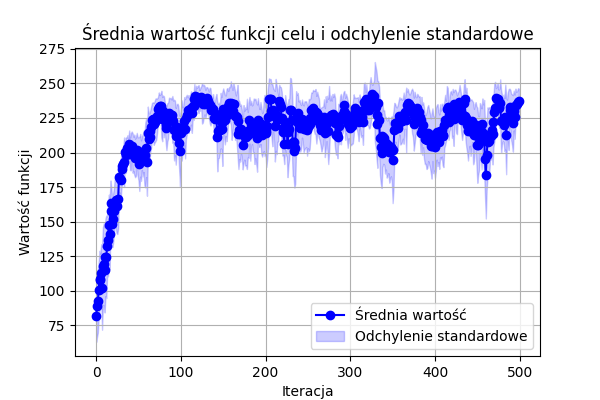 Średnia wartość funkcji celu i odchylenie standardowe
275
250
225
200
175
150
125
100
75
Wartość funkcji
0 100 200 300 400 500
Iteracja
Średnia wartość
Odchylenie standardowe